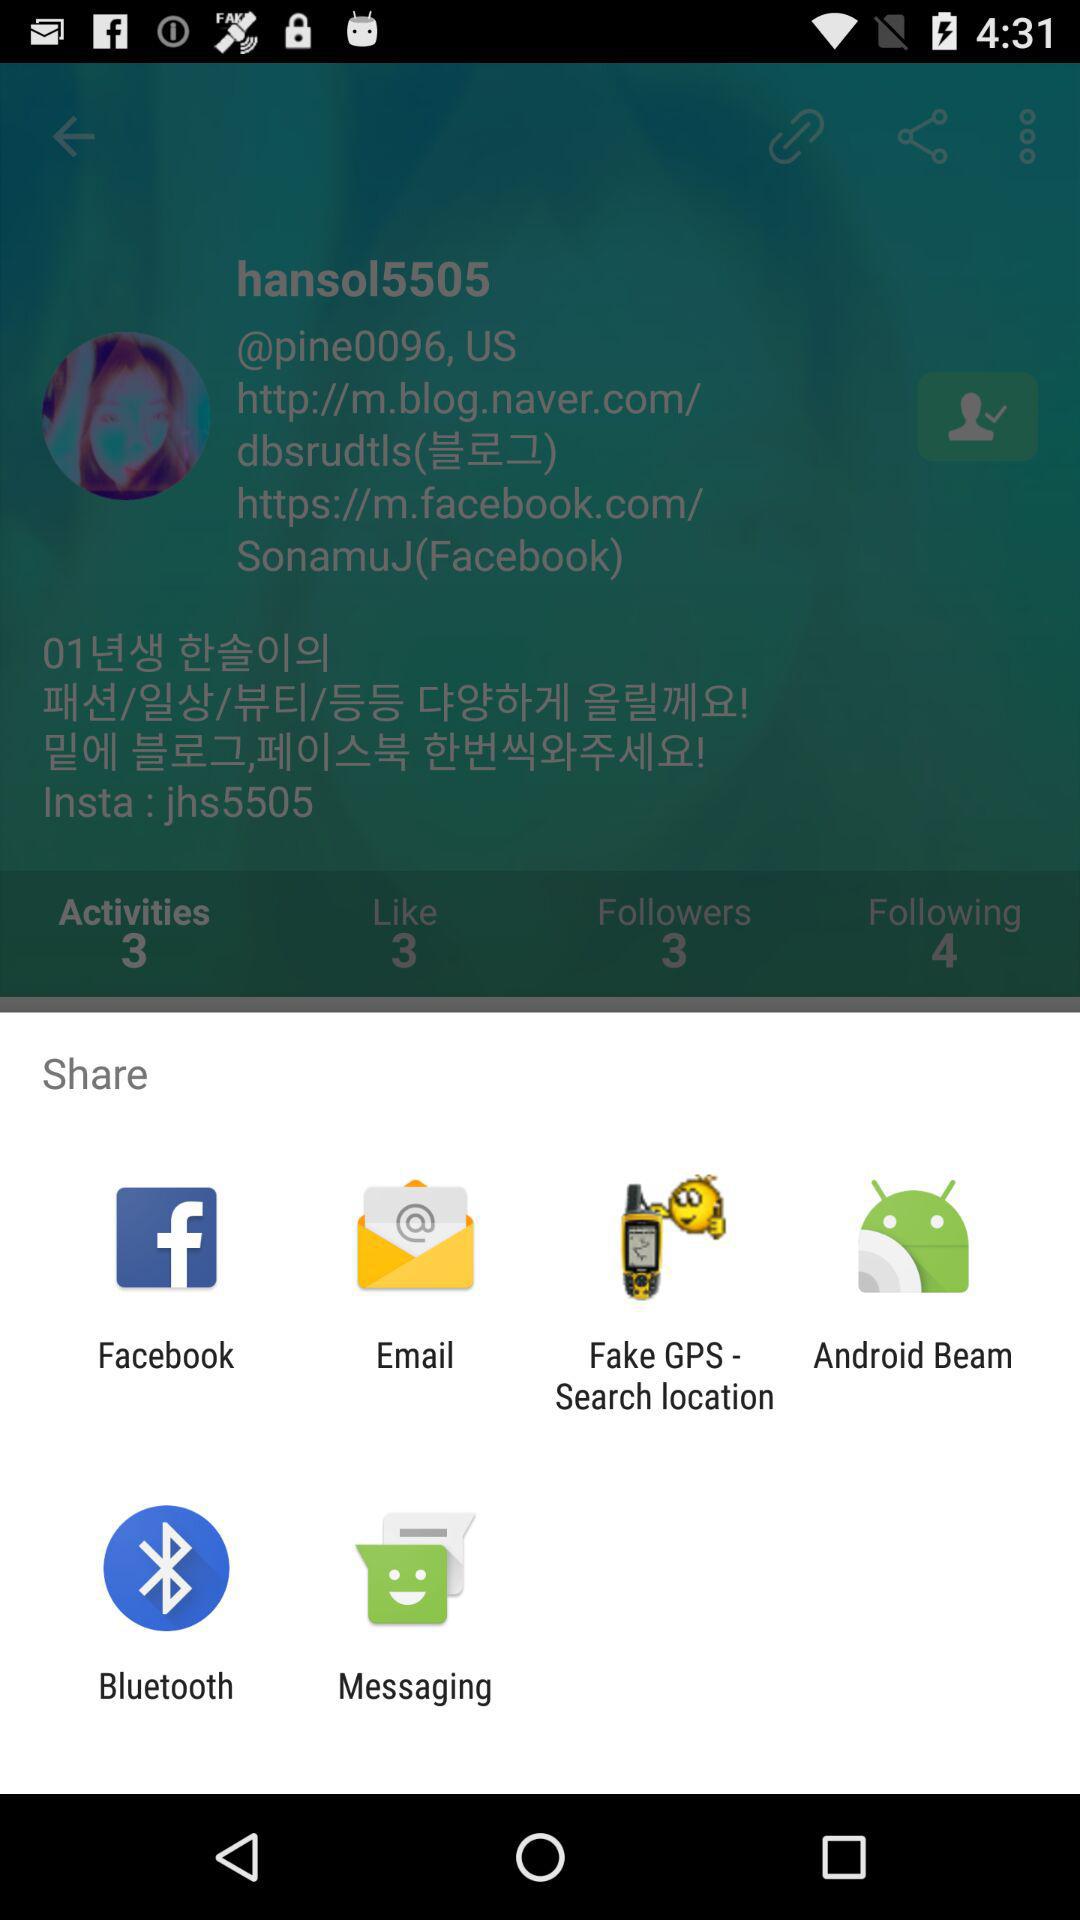 FAKE
4:31
hansol5505
@pine0096, US
http://m.blog.naver.com/
dbsrudtls(블로그)
https://m.facebook.com/
SonamuJ(Facebook)
01년생 한솔이의
패션/일상/뷰티/등등 댜양하게 올릴께요!
밑에 블로그,페이스북 한번씩와주세요!
Insta : jhs5505
Activities Like Followers Following
3 3 3 4
Share
Facebook Email Fake GPS - Android Beam
Search location
Bluetooth Messaging